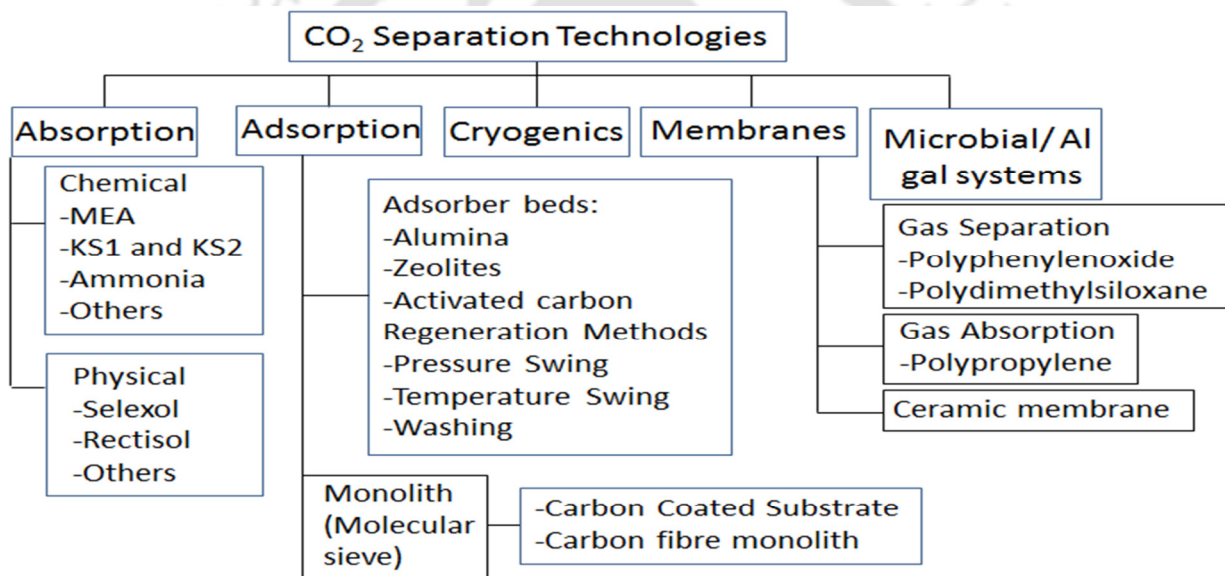 CO₂ Separation Technologies
Absorption
Adsorption
Cryogenics
Membranes
Microbial/ Al
gal systems
Chemical
-MEA
-KS1 and KS2
-Ammonia
-Others
Physical
-Selexol
-Rectisol
-Others
Adsorber beds:
-Alumina
-Zeolites
-Activated carbon
Regeneration Methods
-Pressure Swing
-Temperature Swing
-Washing
Monolith
(Molecular
sieve)
-Carbon Coated Substrate
-Carbon fibre monolith
Gas Separation
-Polyphenylenoxide
-Polydimethylsiloxane
Gas Absorption
-Polypropylene
Ceramic membrane